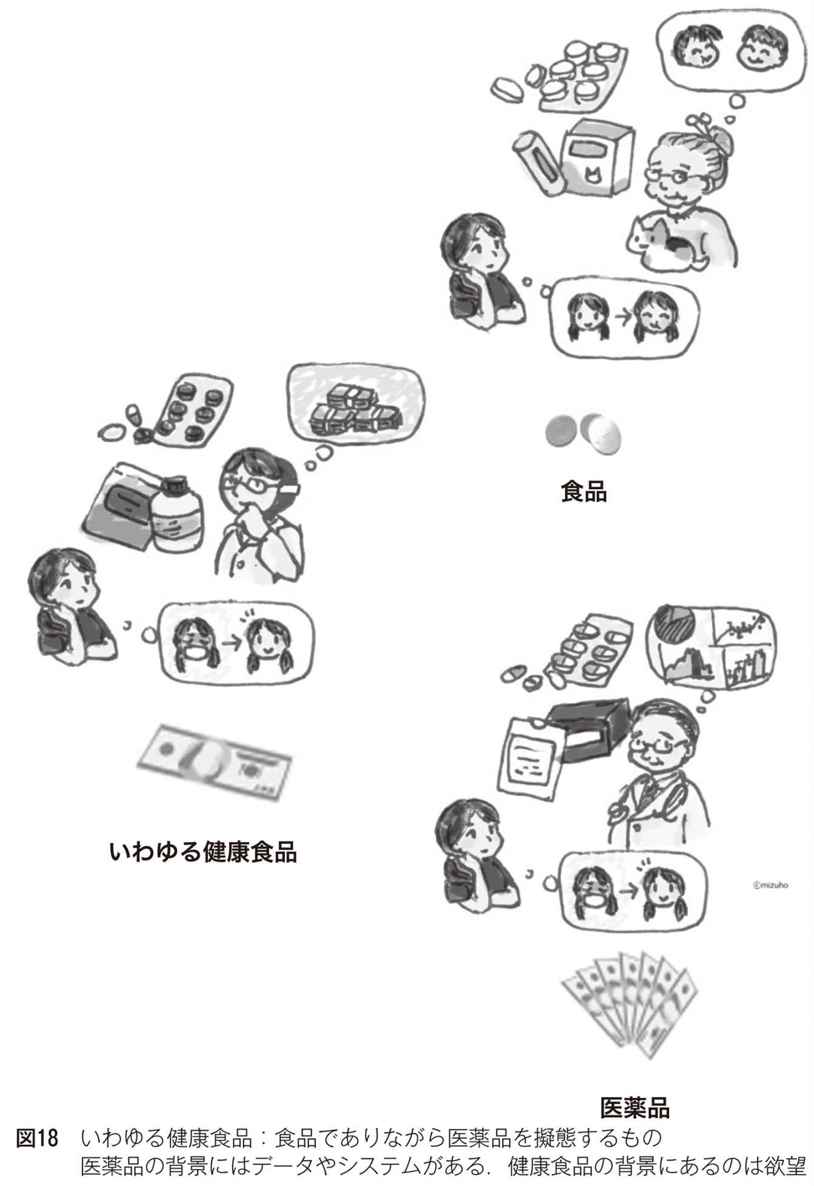 食品
いわゆる健康食品
©mizuho
医薬品
図18　いわゆる健康食品：食品でありながら医薬品を擬態するもの
医薬品の背景にはデータやシステムがある．健康食品の背景にあるのは欲望